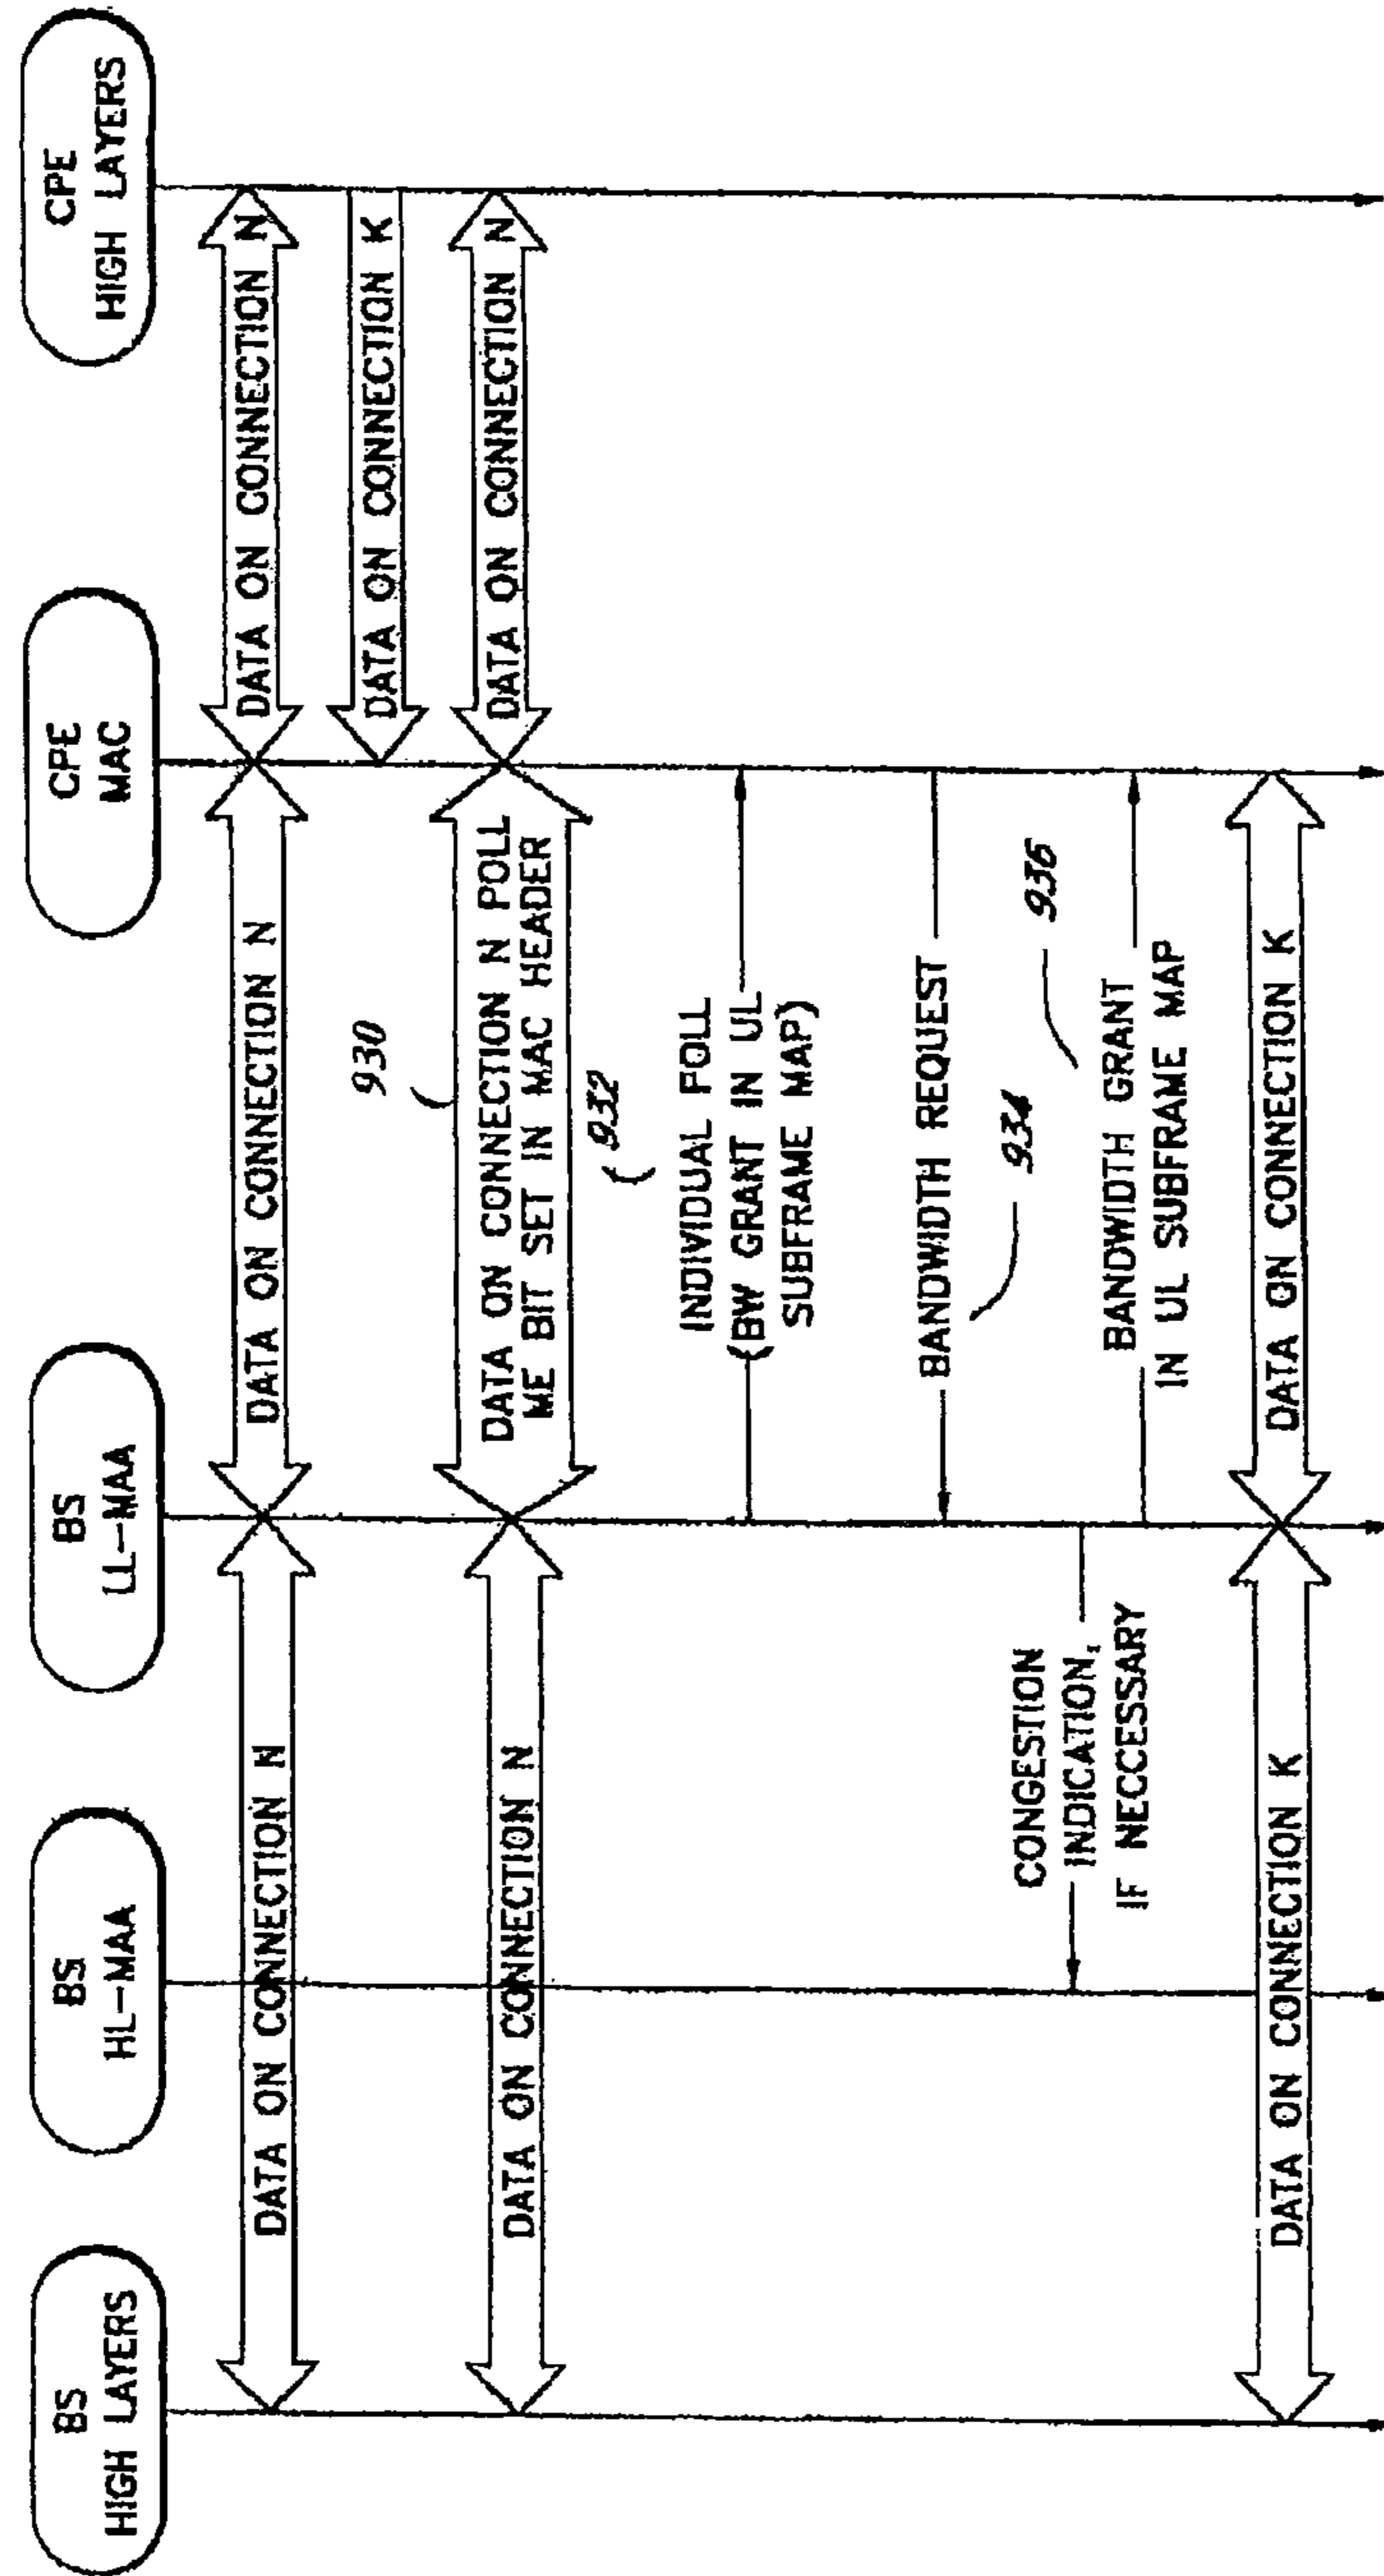 BS
HIGH LAYERS
BS
HL-MAA
BS
LL-MAA
CPE
MAC
CPE
HIGH LAYERS
DATA ON CONNECTION N
DATA ON CONNECTION N
DATA ON CONNECTION N
DATA ON CONNECTION K
930
DATA ON CONNECTION N
DATA ON CONNECTION N POLL
ME BIT SET IN MAC HEADER
DATA ON CONNECTION N
932
INDIVIDUAL POLL
(BW GRANT IN UL
SUBFRAME MAP)
BANDWIDTH REQUEST
934
936
CONGESTION
INDICATION,
IF NECCESSARY
BANDWIDTH GRANT
IN UL SUBFRAME MAP
DATA ON CONNECTION K
DATA ON CONNECTION K